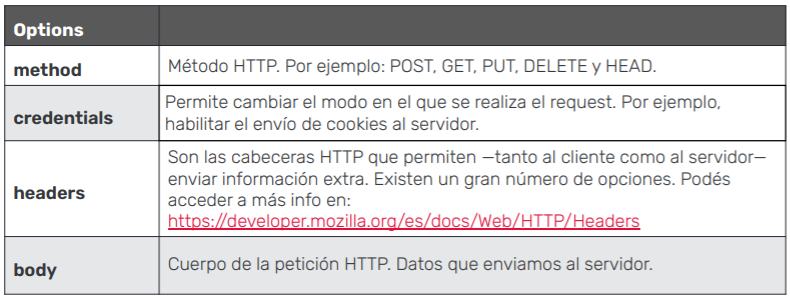 Options
method
Método HTTP. Por ejemplo: POST, GET, PUT, DELETE y HEAD.
credentials
Permite cambiar el modo en el que se realiza el request. Por ejemplo,
habilitar el envío de cookies al servidor.
headers
Son las cabeceras HTTP que permiten —tanto al cliente como al servidor—
enviar información extra. Existen un gran número de opciones. Podés
acceder a más info en:
https://developer.mozilla.org/es/docs/Web/HTTP/Headers
body
Cuerpo de la petición HTTP. Datos que enviamos al servidor.